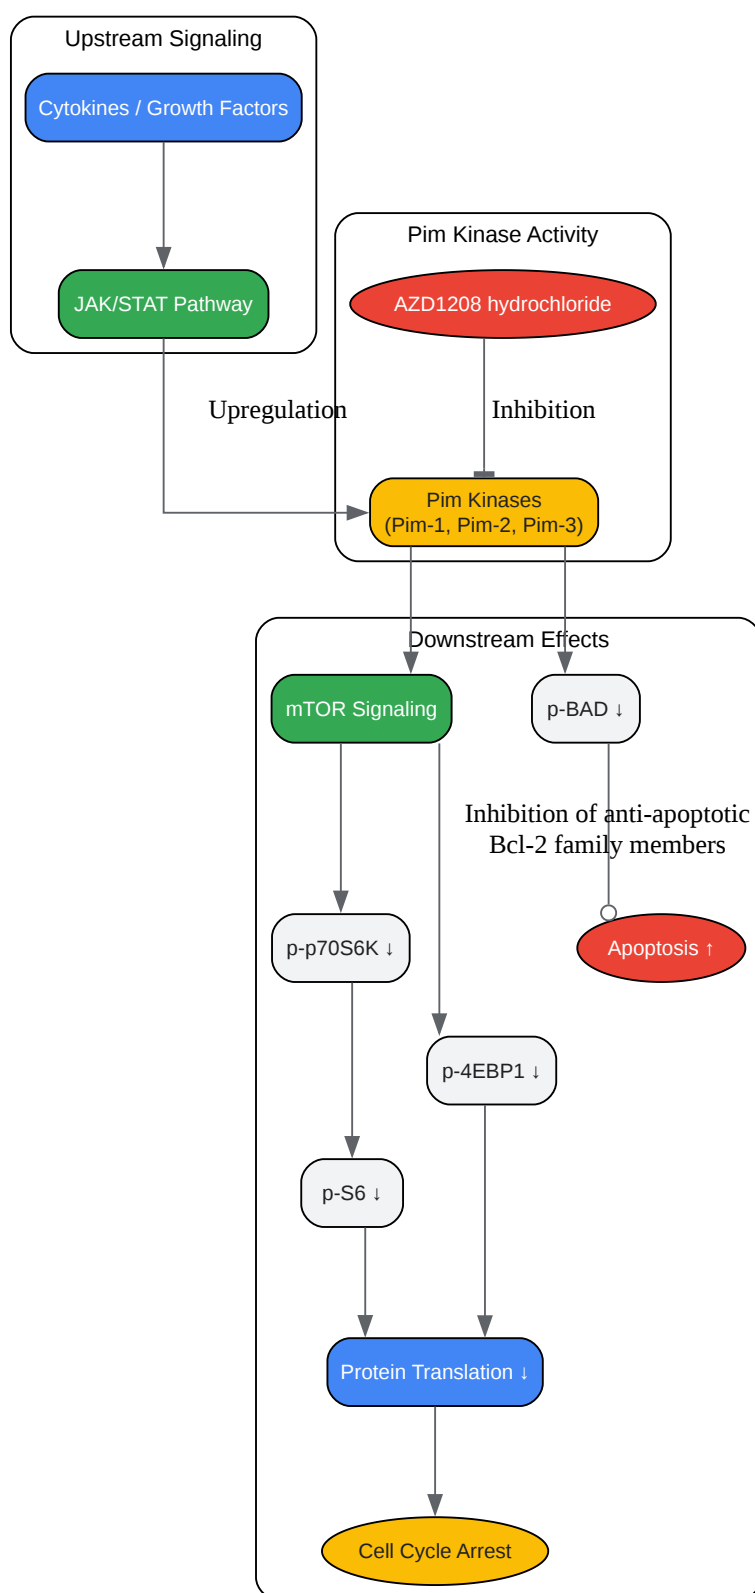 Upstream Signaling
Cytokines / Growth Factors
JAK/STAT Pathway
Pim Kinase Activity
AZD1208 hydrochloride
Upregulation
Inhibition
Pim Kinases
(Pim-1, Pim-2, Pim-3)
Downstream Effects
mTOR Signaling
p-BAD ↓
Inhibition of anti-apoptotic
Bcl-2 family members
p-p70S6K ↓
Apoptosis ↑
p-4EBP1 ↓
p-S6 ↓
Protein Translation ↓
Cell Cycle Arrest